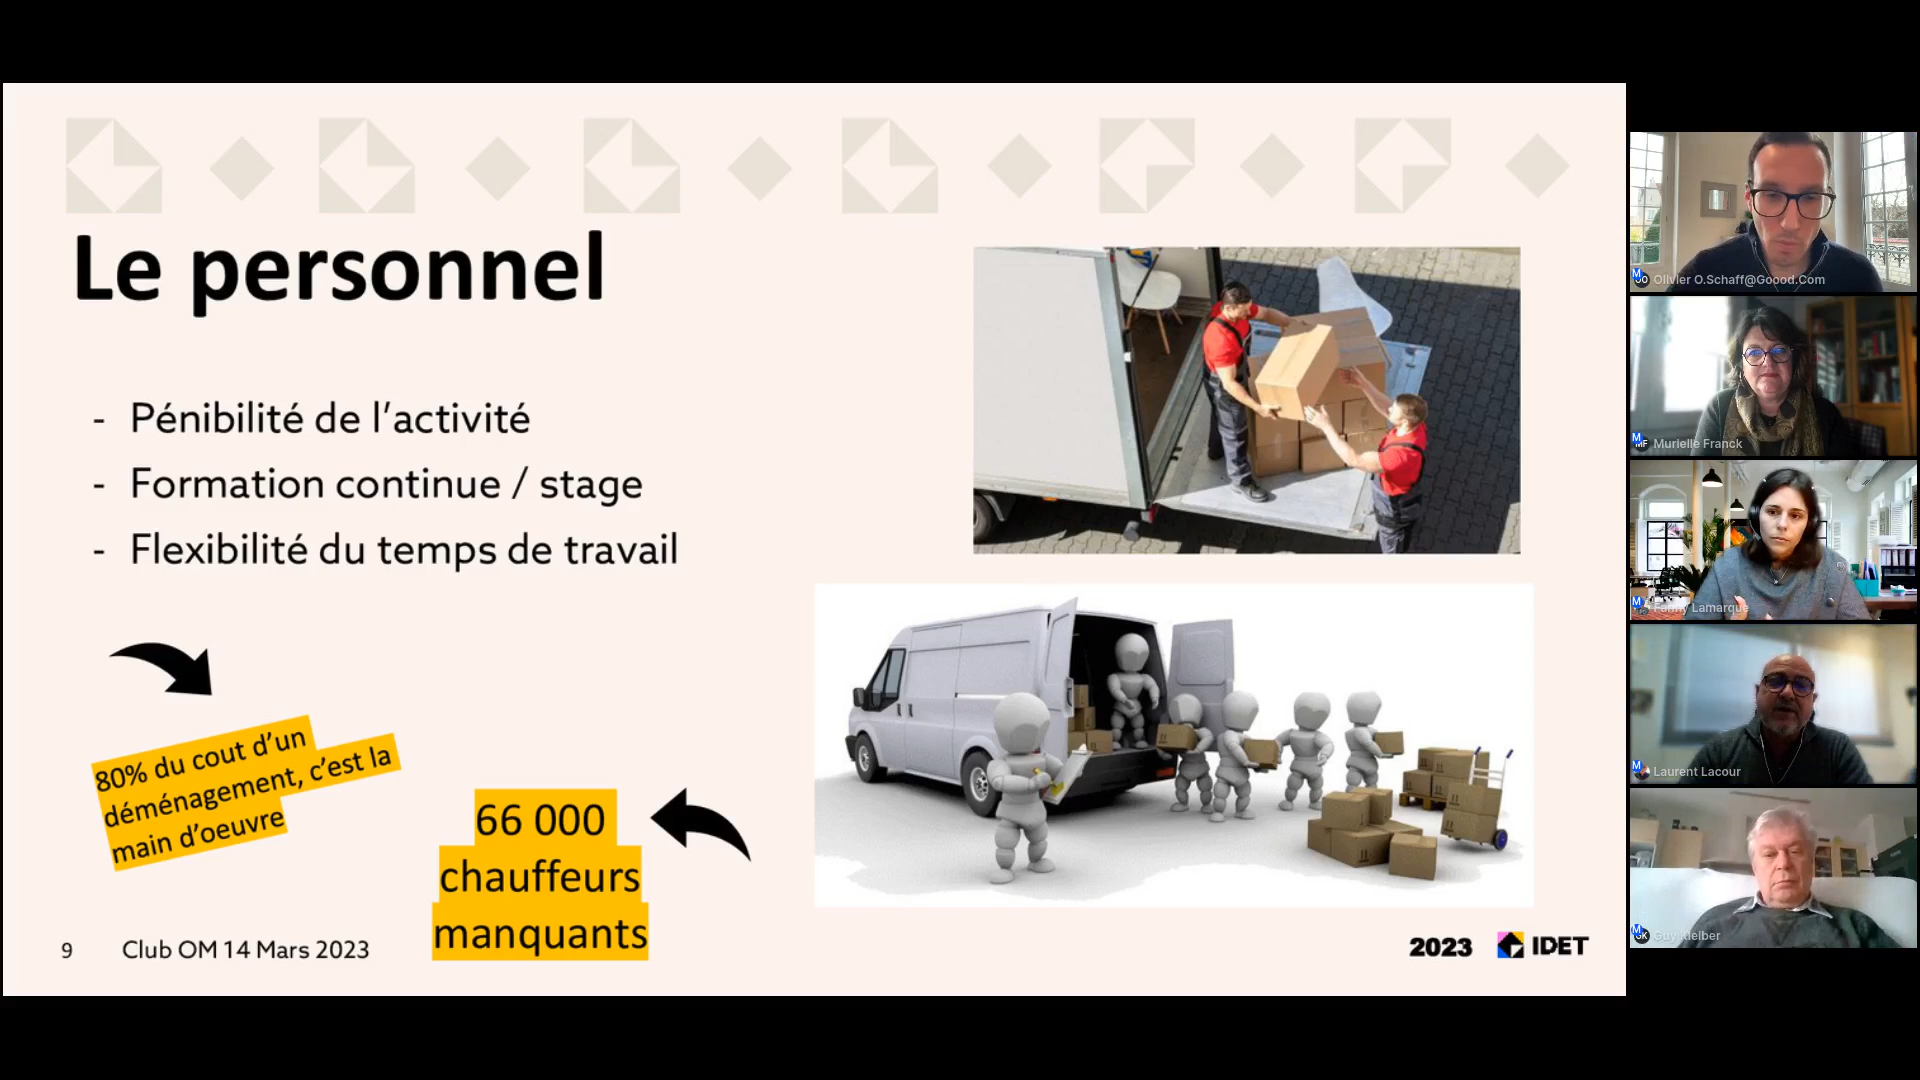 Le personnel
- Pénibilité de l'activité
- Formation continue / stage
- Flexibilité du temps de travail
80% du cout d'un
déménagement, c'est la
main d'oeuvre
66 000
chauffeurs
manquants
9 Club OM 14 Mars 2023
2023 IDET
Olivier O.Schaff@Goood.Com
Murielle Franck
Fanny Lamarque
Laurent Lacour
Guy